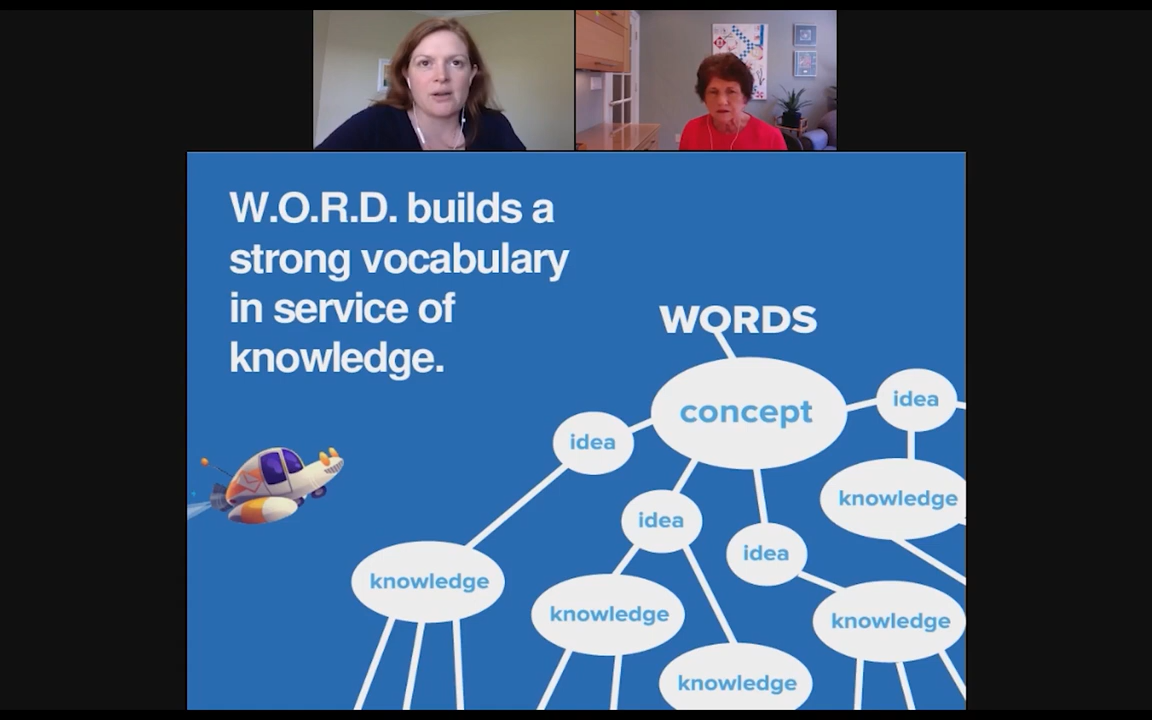 W.O.R.D. builds a
strong vocabulary
in service of
knowledge.
WORDS
concept
idea
idea
idea
idea
knowledge
knowledge
knowledge
knowledge
knowledge